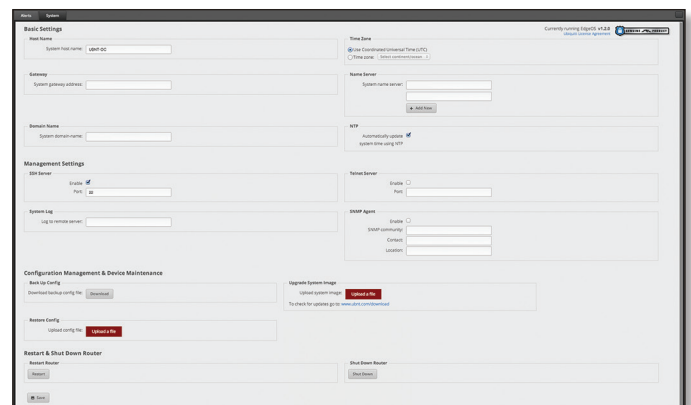 Alerts System
Basic Settings
Currently running EdgeOS v1.2.0
Ubiquiti License Agreement
Host Name
System host name: UBNT-DC
Time Zone
Use Coordinated Universal Time (UTC)
Time zone: Select continent/ocean
Gateway
System gateway address:
Name Server
System name server:
+ Add New
Domain Name
System domain name:
NTP
Automatically update
system time using NTP
Management Settings
SSH Server
Enable
Port: 22
Telnet Server
Enable
Port:
System Log
Log to remote server:
SNMP Agent
Enable
SNMP community:
Contact:
Location:
Configuration Management & Device Maintenance
Back Up Config
Download backup config file: Download
Upgrade System Image
Upload system image: Upload a file
To check for updates go to: www.ubnt.com/download
Restore Config
Upload config file: Upload a file
Restart & Shut Down Router
Restart Router
Restart
Shut Down Router
Shut Down
Save